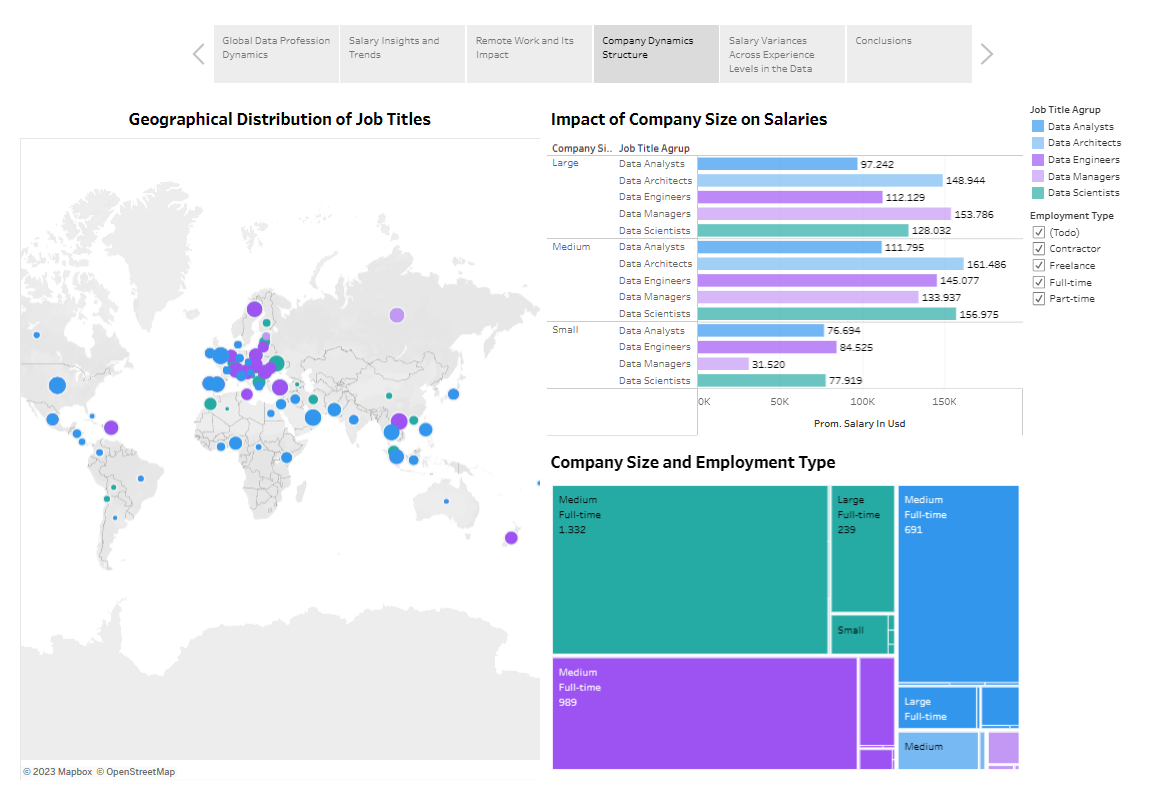 Global Data Profession
Dynamics
Salary Insights and
Trends
Remote Work and Its
Impact
Company Dynamics
Structure
Salary Variances
Across Experience
Levels in the Data
Conclusions
Geographical Distribution of Job Titles
© 2023 Mapbox © OpenStreetMap
Impact of Company Size on Salaries
Company Si.. Job Title Agrup
Large Data Analysts 97.242
Data Architects 148.944
Data Engineers 112.129
Data Managers 153.786
Data Scientists 128.032
Medium Data Analysts 111.795
Data Architects 161.486
Data Engineers 145.077
Data Managers 133.937
Data Scientists 156.975
Small Data Analysts 76.694
Data Engineers 84.525
Data Managers 31.520
Data Scientists 77.919
0K 50K 100K 150K
Prom. Salary In Usd
Job Title Agrup
Data Analysts
Data Architects
Data Engineers
Data Managers
Data Scientists
Employment Type
(Todo)
Contractor
Freelance
Full-time
Part-time
Company Size and Employment Type
Medium
Full-time
1.332
Large
Full-time
239
Small
Medium
Full-time
691
Medium
Full-time
989
Large
Full-time
Medium